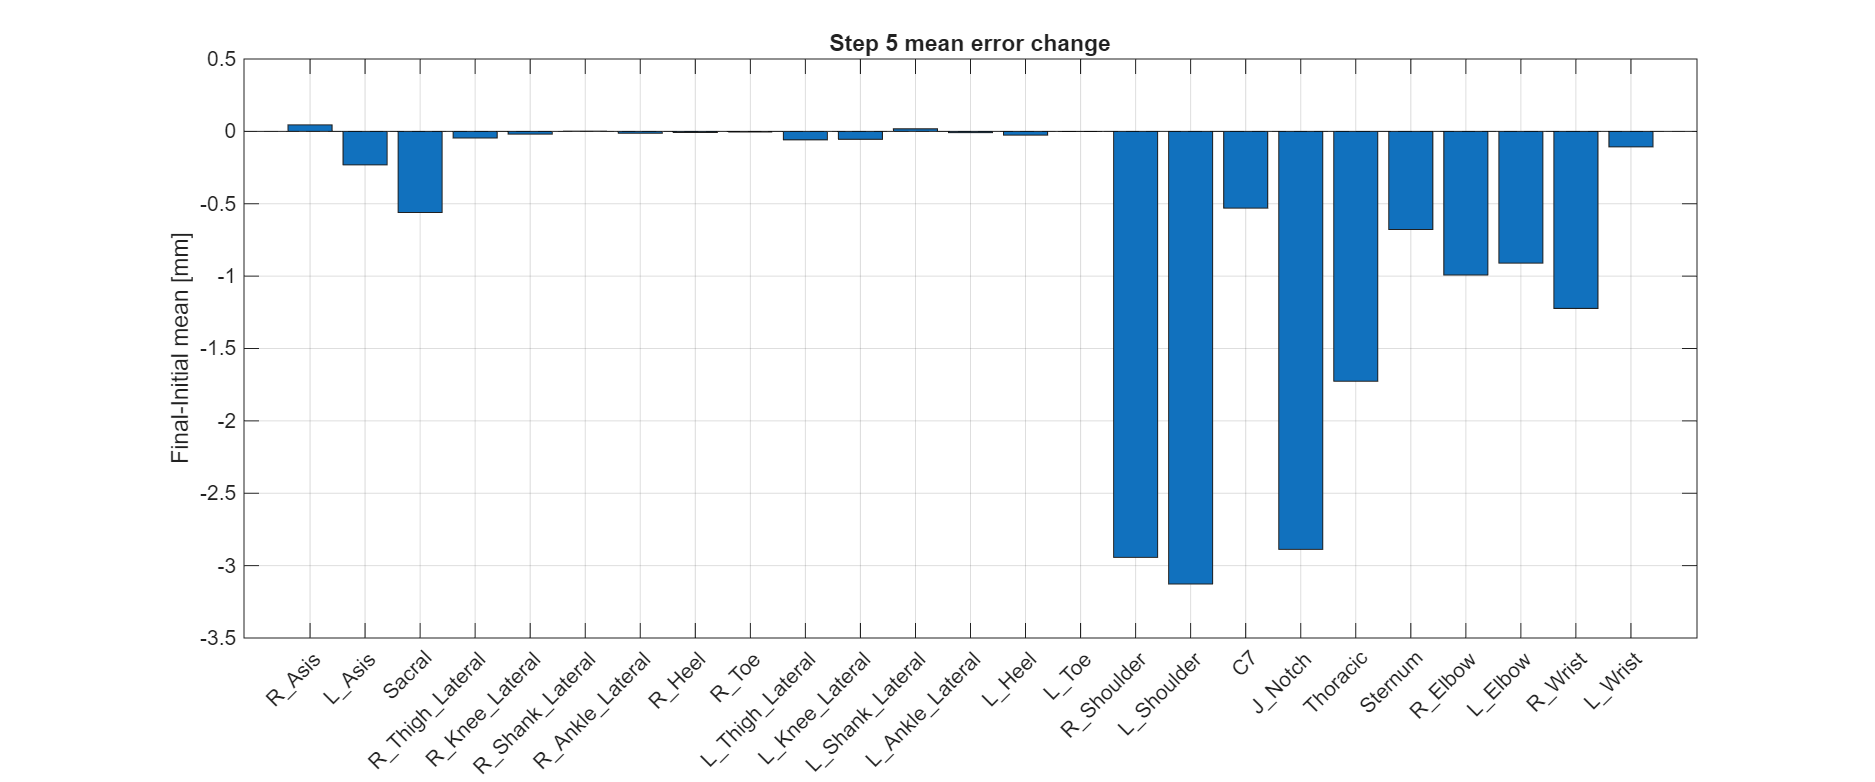 Step 5 mean error change
Final-Initial mean [mm]
0.5
0
-0.5
-1
-1.5
-2
-2.5
-3
-3.5
R_Asis
L_Asis
Sacral
R_Thigh_Lateral
R_Knee_Lateral
R_Shank_Lateral
R_Ankle_Lateral
R_Heel
R_Toe
L_Thigh_Lateral
L_Knee_Lateral
L_Shank_Lateral
L_Ankle_Lateral
L_Heel
L_Toe
R_Shoulder
L_Shoulder
C7
J_Notch
Thoracic
Sternum
R_Elbow
L_Elbow
R_Wrist
L_Wrist